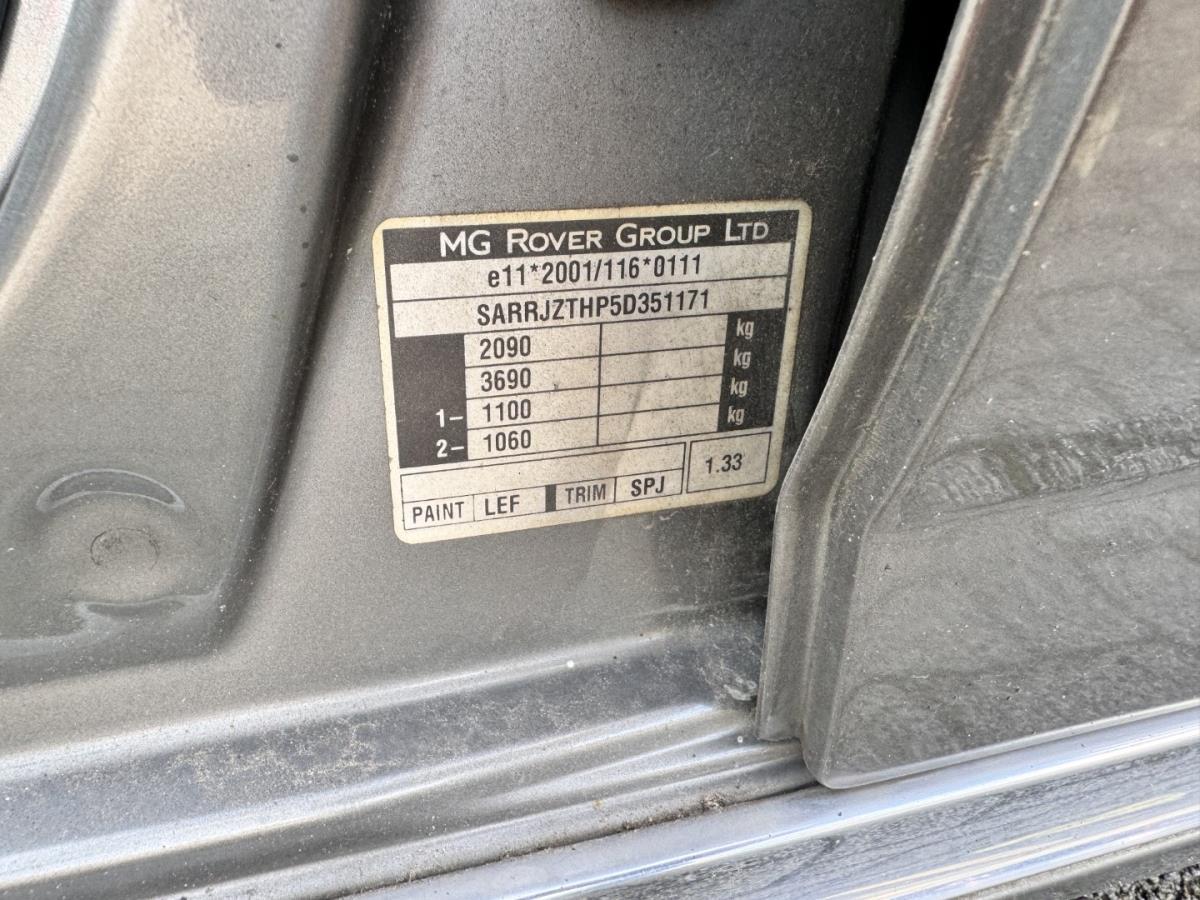 MG ROVER GROUP LTD
e11*2001/116*0111
SARRJZTHP5D351171
2090 kg
3690 kg
1– 1100 kg
2– 1060 kg
1.33
PAINT LEF TRIM SPJ